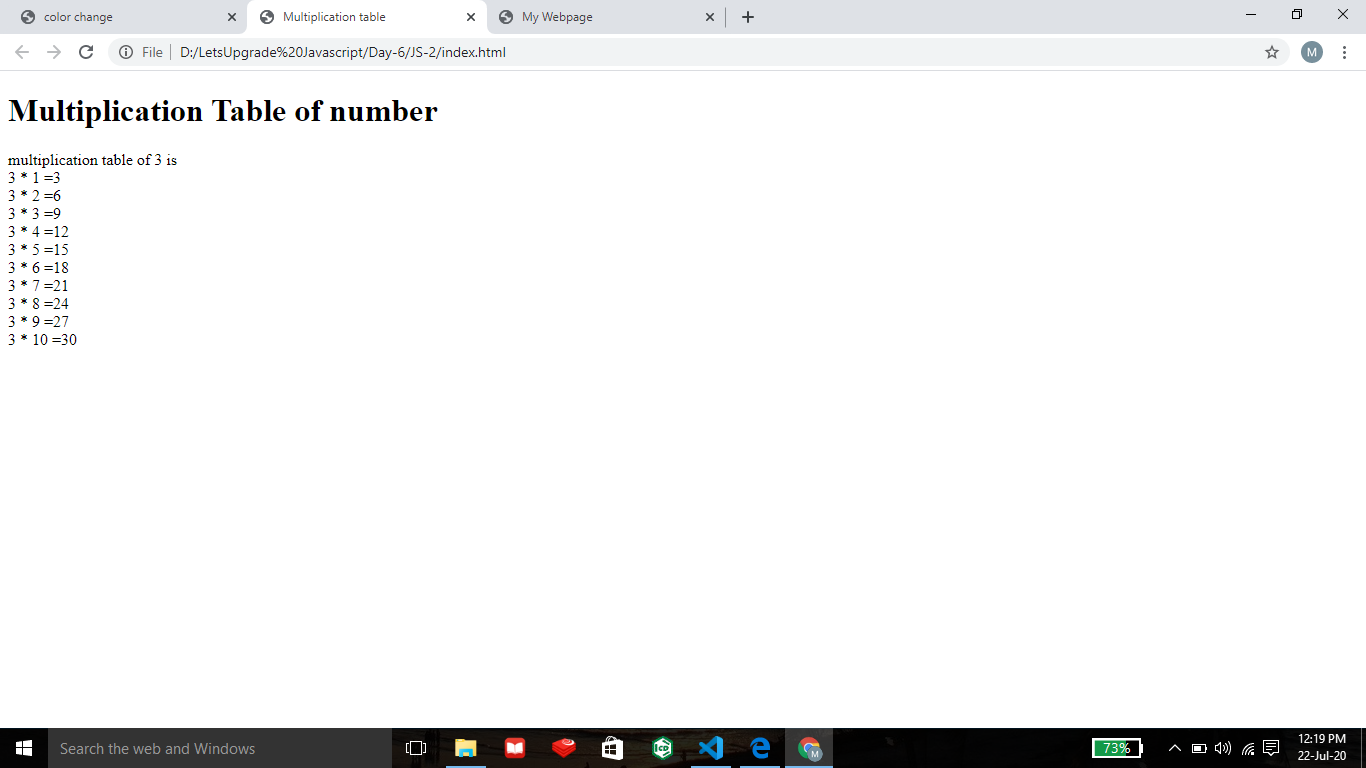 color change
Multiplication table
My Webpage
File
D:/LetsUpgrade%20Javascript/Day-6/JS-2/index.html
M
Multiplication Table of number
multiplication table of 3 is
3 * 1 =3
3 * 2 =6
3 * 3 =9
3 * 4 =12
3 * 5 =15
3 * 6 =18
3 * 7 =21
3 * 8 =24
3 * 9 =27
3 * 10 =30
Search the web and Windows
M
73%
12:19 PM
22-Jul-20